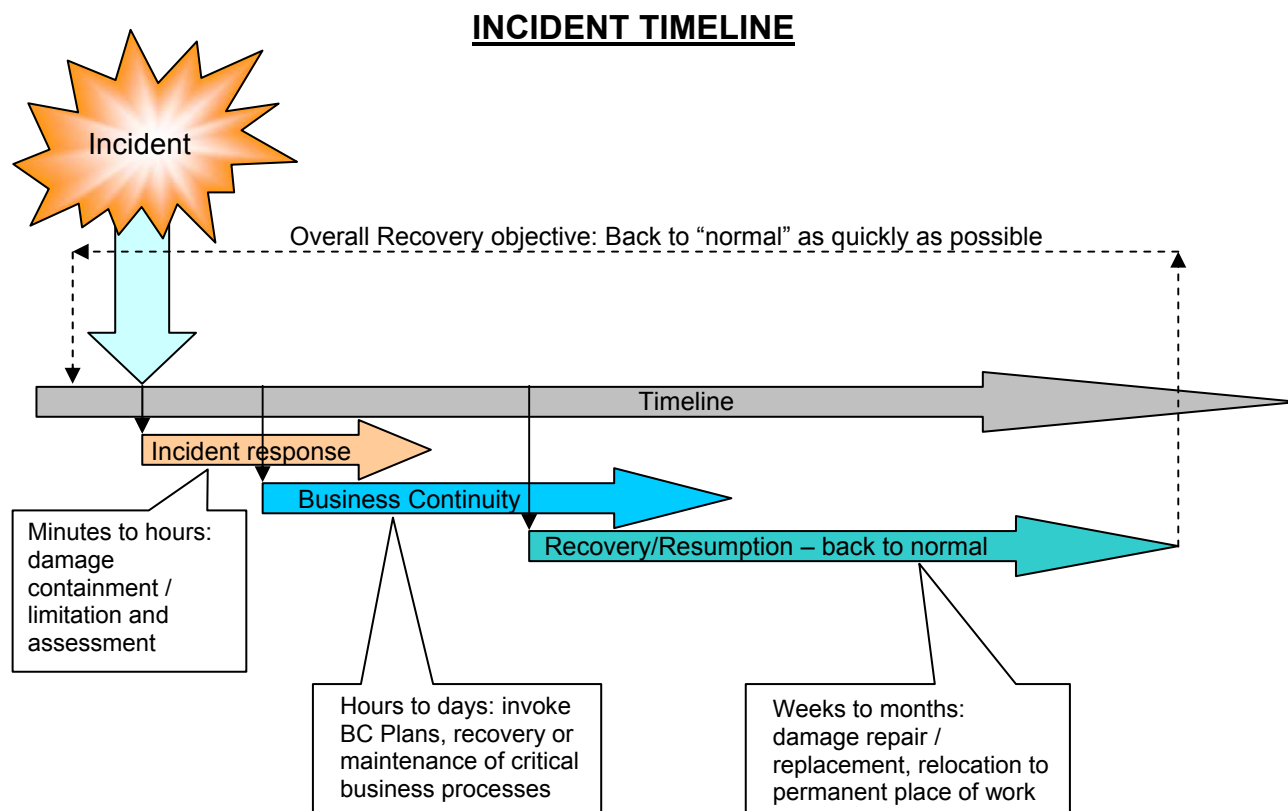 INCIDENT TIMELINE
Incident
Overall Recovery objective: Back to “normal” as quickly as possible
Timeline
Incident response
Business Continuity
Recovery/Resumption – back to normal
Minutes to hours:
damage
containment /
limitation and
assessment
Hours to days: invoke
BC Plans, recovery or
maintenance of critical
business processes
Weeks to months:
damage repair /
replacement, relocation to
permanent place of work